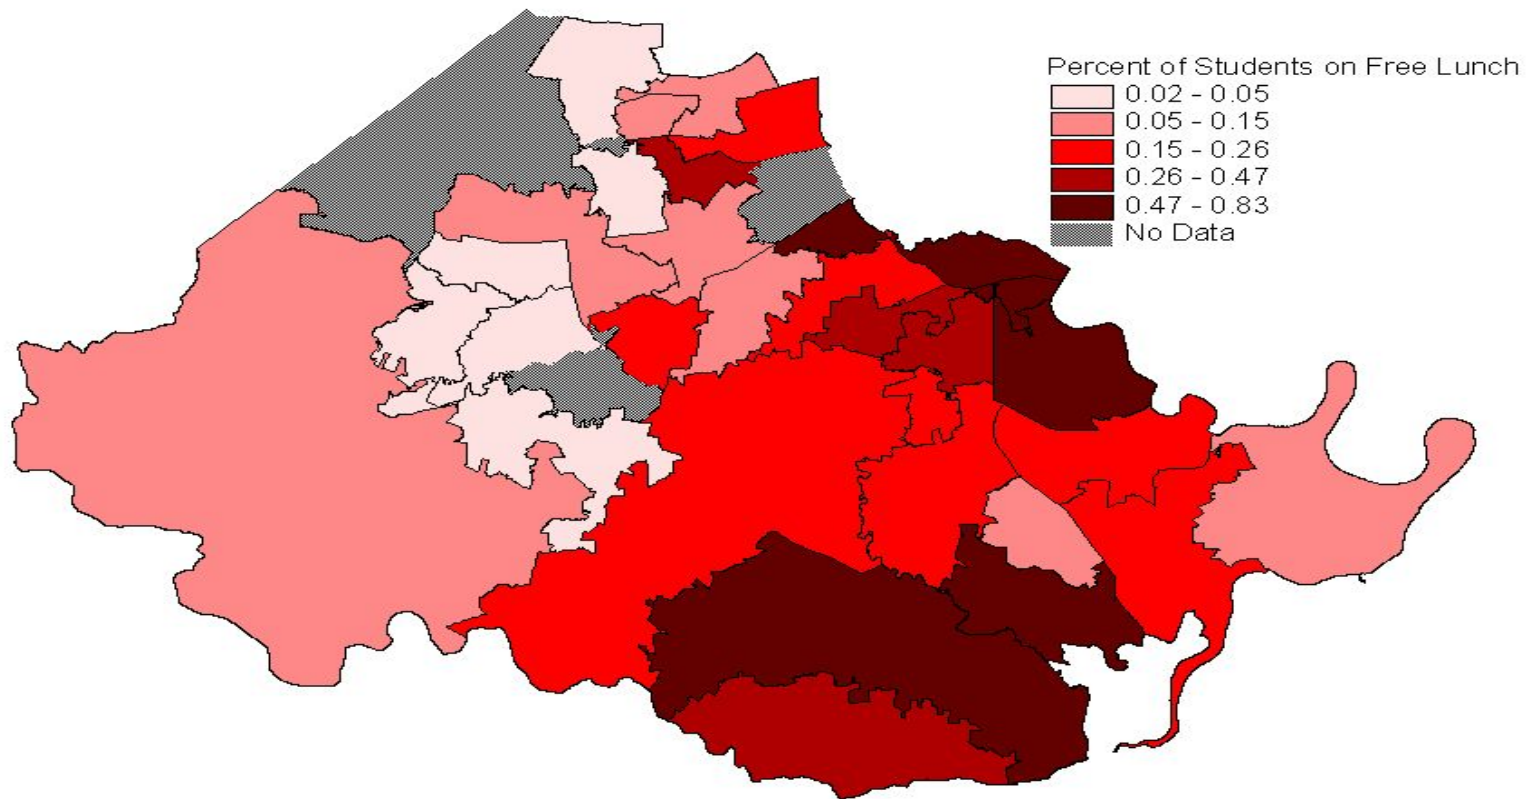 Percent of Students on Free Lunch
0.02 - 0.05
0.05 - 0.15
0.15 - 0.26
0.26 - 0.47
0.47 - 0.83
No Data